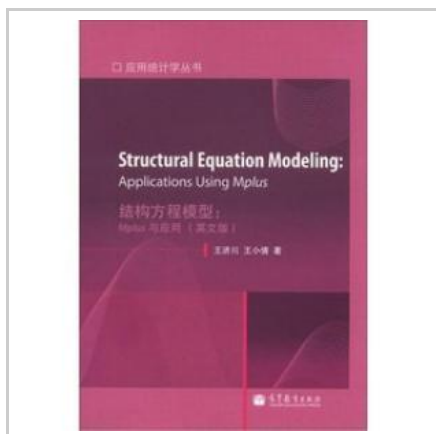 □ 应用统计学丛书
Structural Equation Modeling:
Applications Using Mplus
结构方程模型：
Mplus 与应用（英文版）
王济川 王小倩 著
高等教育出版社